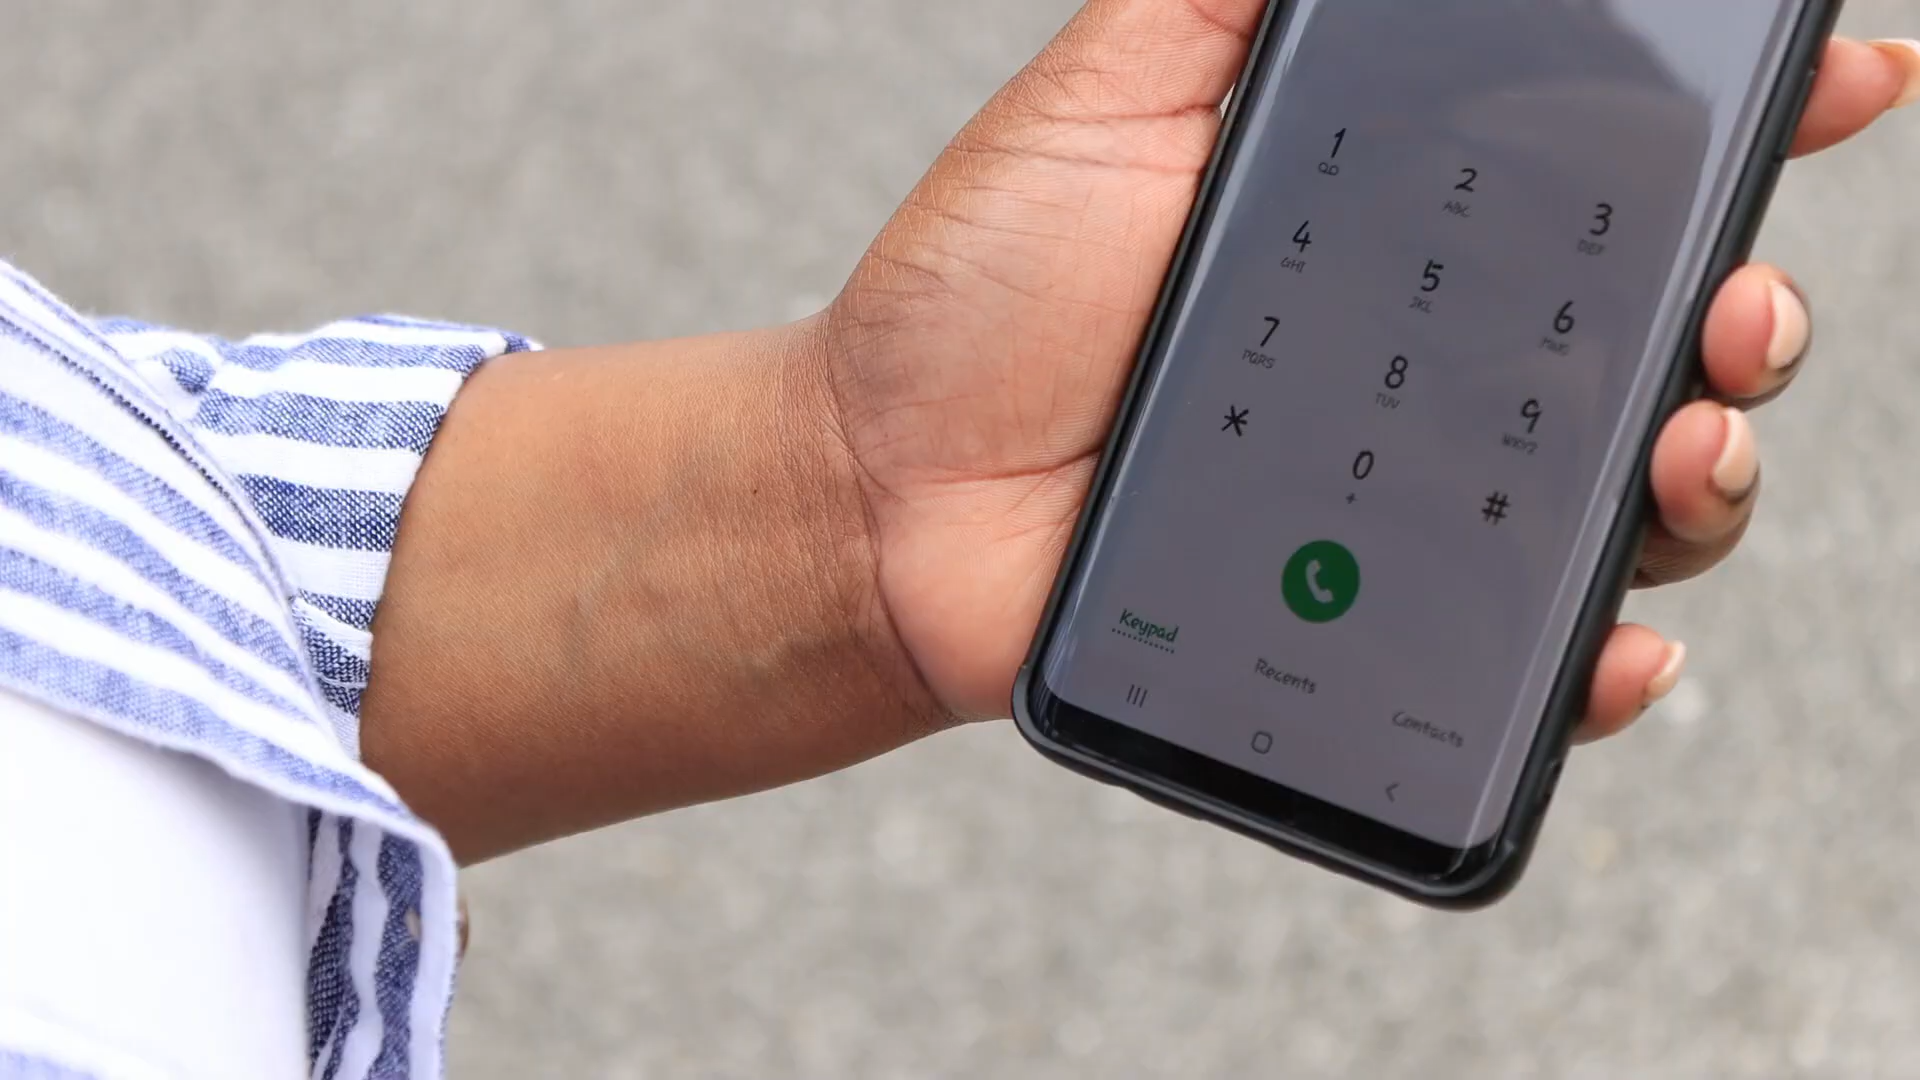 1 2 3
ABC DEF
4 5 6
GHI JKL MNO
7 8 9
PQRS TUV WXYZ
* 0 #
+
Keypad Recents Contacts